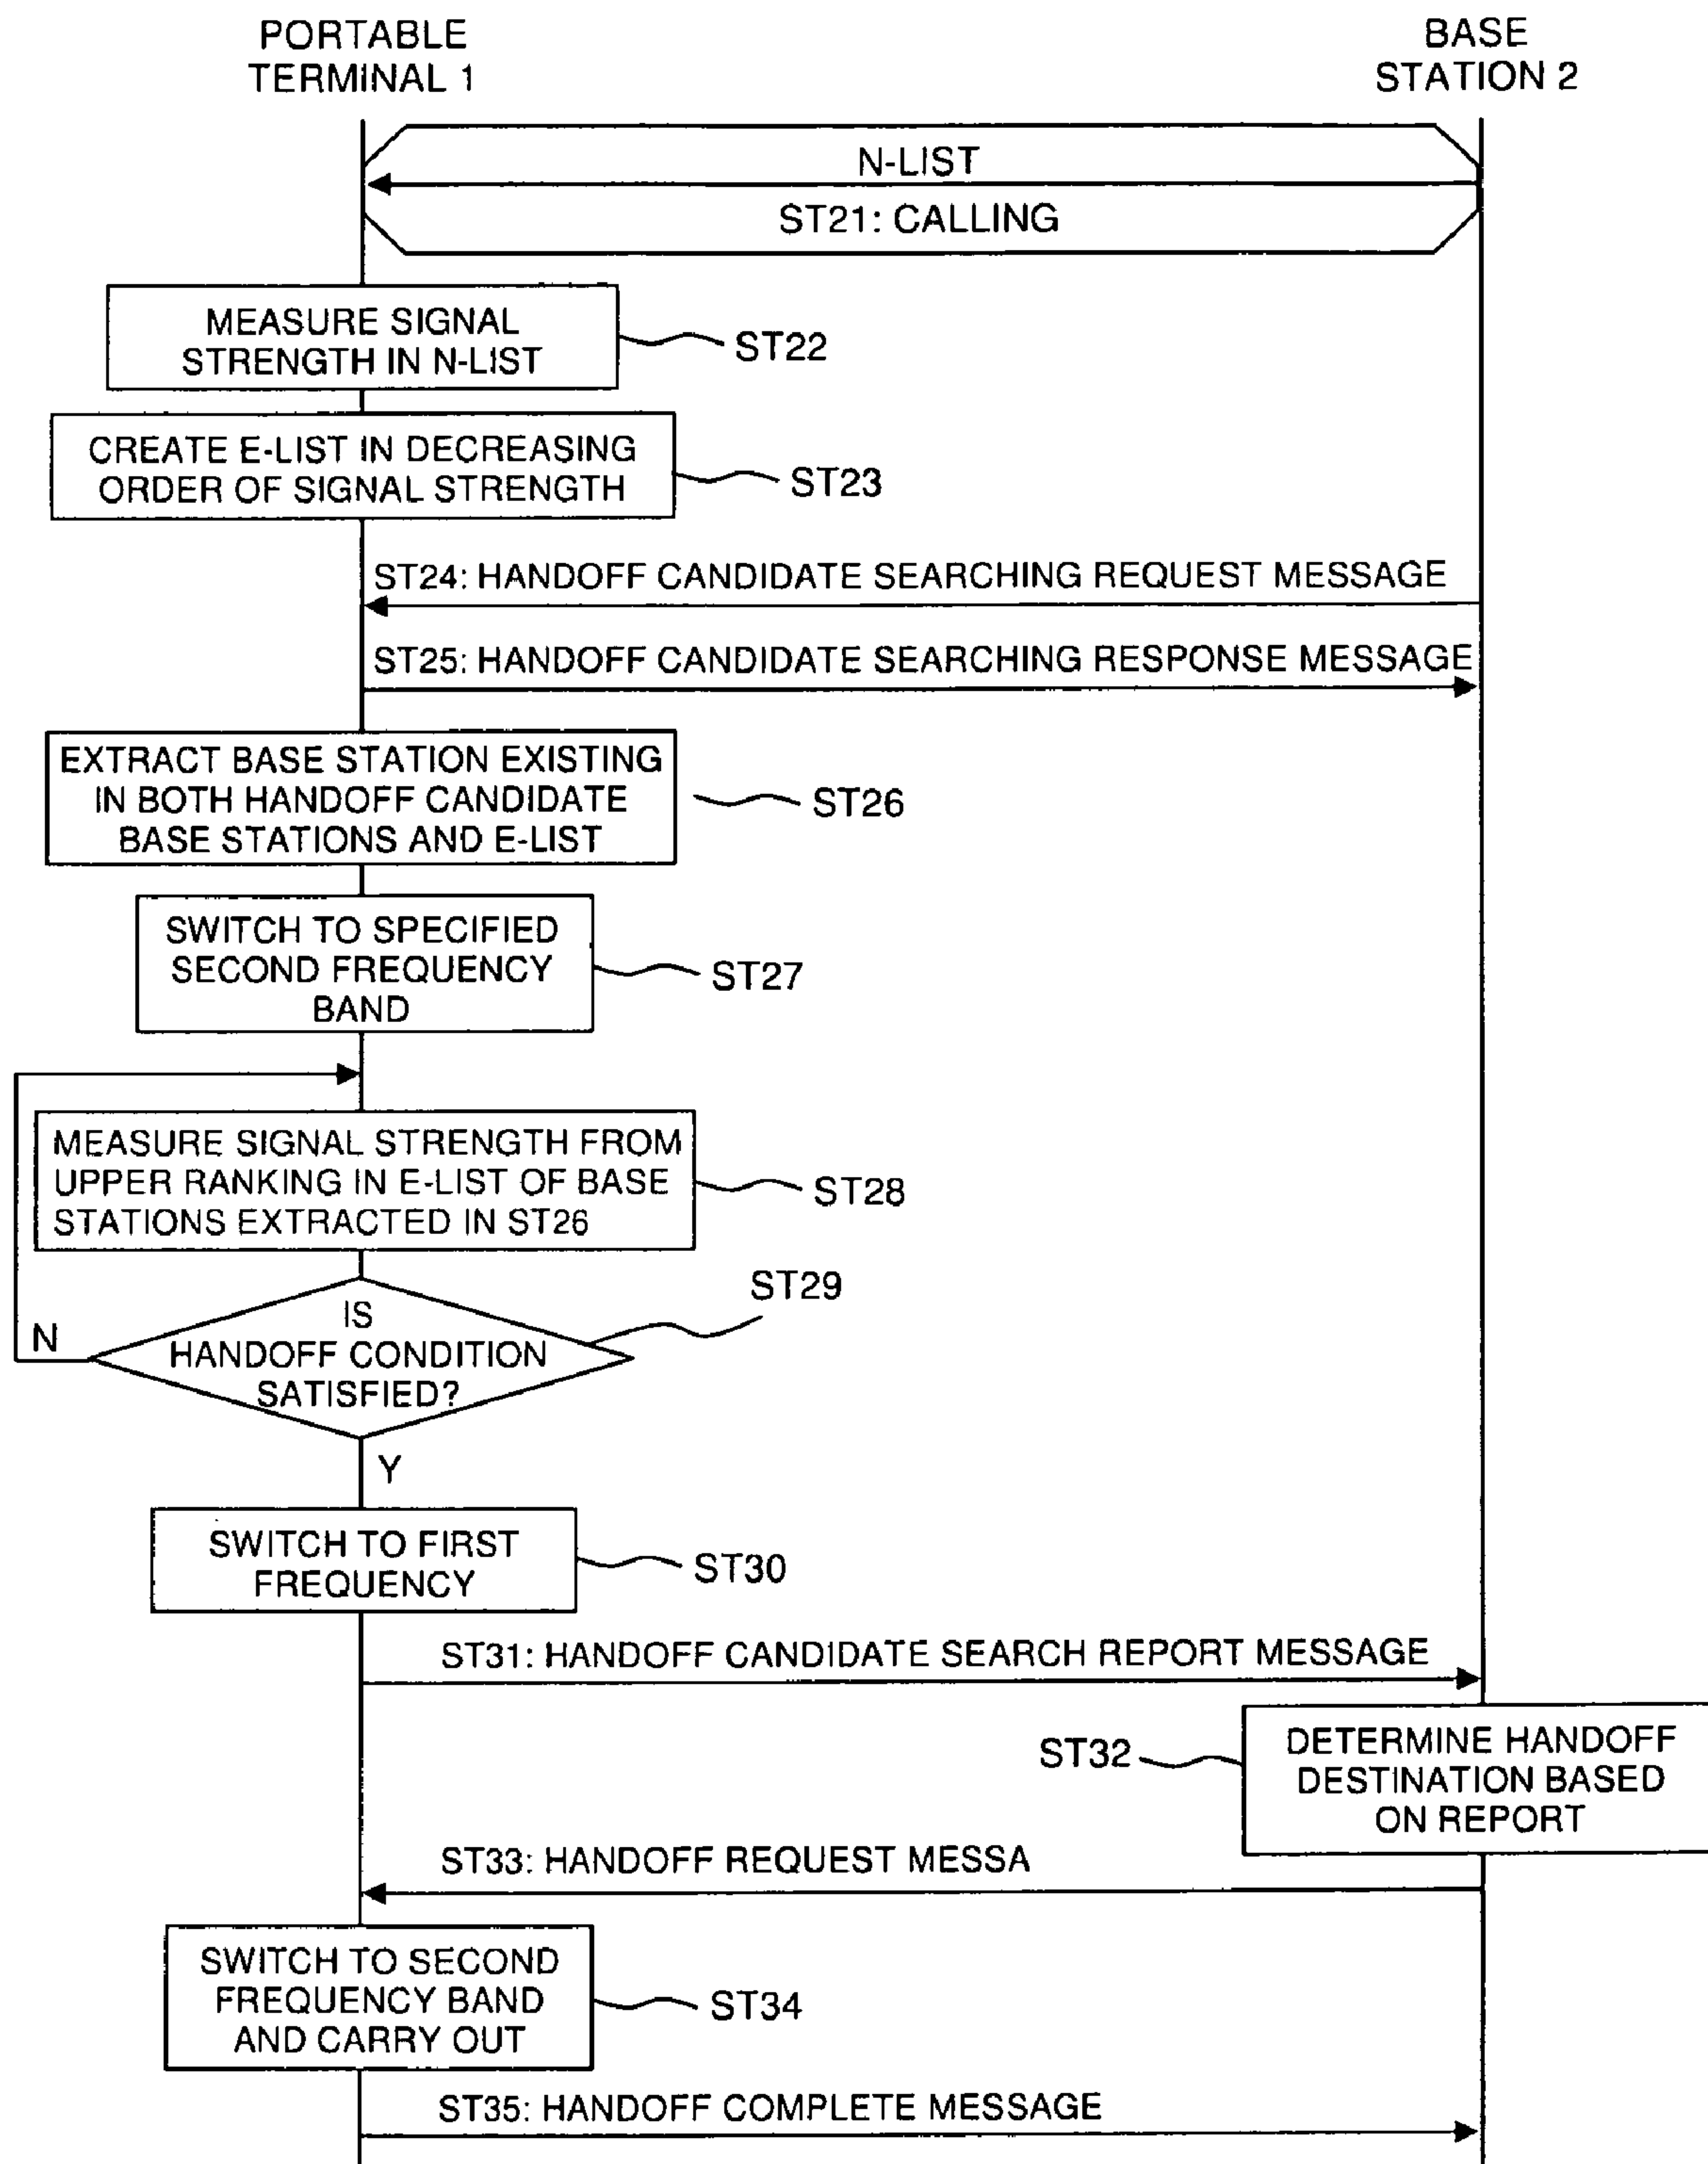 PORTABLE
TERMINAL 1
BASE
STATION 2
N-LIST
ST21: CALLING
MEASURE SIGNAL
STRENGTH IN N-LIST
ST22
CREATE E-LIST IN DECREASING
ORDER OF SIGNAL STRENGTH
ST23
ST24: HANDOFF CANDIDATE SEARCHING REQUEST MESSAGE
ST25: HANDOFF CANDIDATE SEARCHING RESPONSE MESSAGE
EXTRACT BASE STATION EXISTING
IN BOTH HANDOFF CANDIDATE
BASE STATIONS AND E-LIST
ST26
SWITCH TO SPECIFIED
SECOND FREQUENCY
BAND
ST27
MEASURE SIGNAL STRENGTH FROM
UPPER RANKING IN E-LIST OF BASE
STATIONS EXTRACTED IN ST26
ST28
IS
HANDOFF CONDITION
SATISFIED?
ST29
N
Y
SWITCH TO FIRST
FREQUENCY
ST30
ST31: HANDOFF CANDIDATE SEARCH REPORT MESSAGE
ST32
DETERMINE HANDOFF
DESTINATION BASED
ON REPORT
ST33: HANDOFF REQUEST MESSA
SWITCH TO SECOND
FREQUENCY BAND
AND CARRY OUT
ST34
ST35: HANDOFF COMPLETE MESSAGE